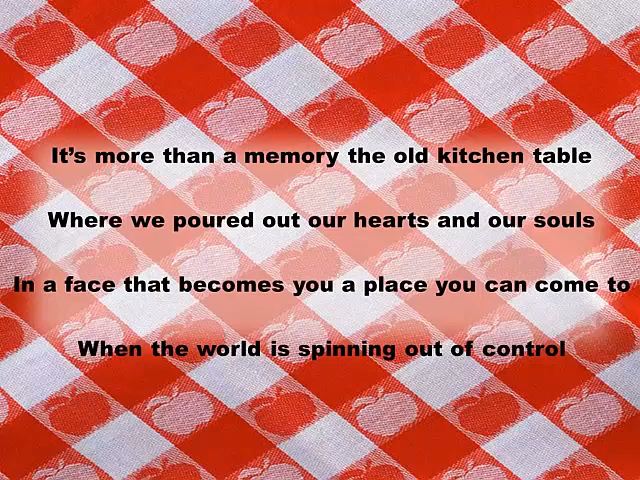 It’s more than a memory the old kitchen table
Where we poured out our hearts and our souls
In a face that becomes you a place you can come to
When the world is spinning out of control